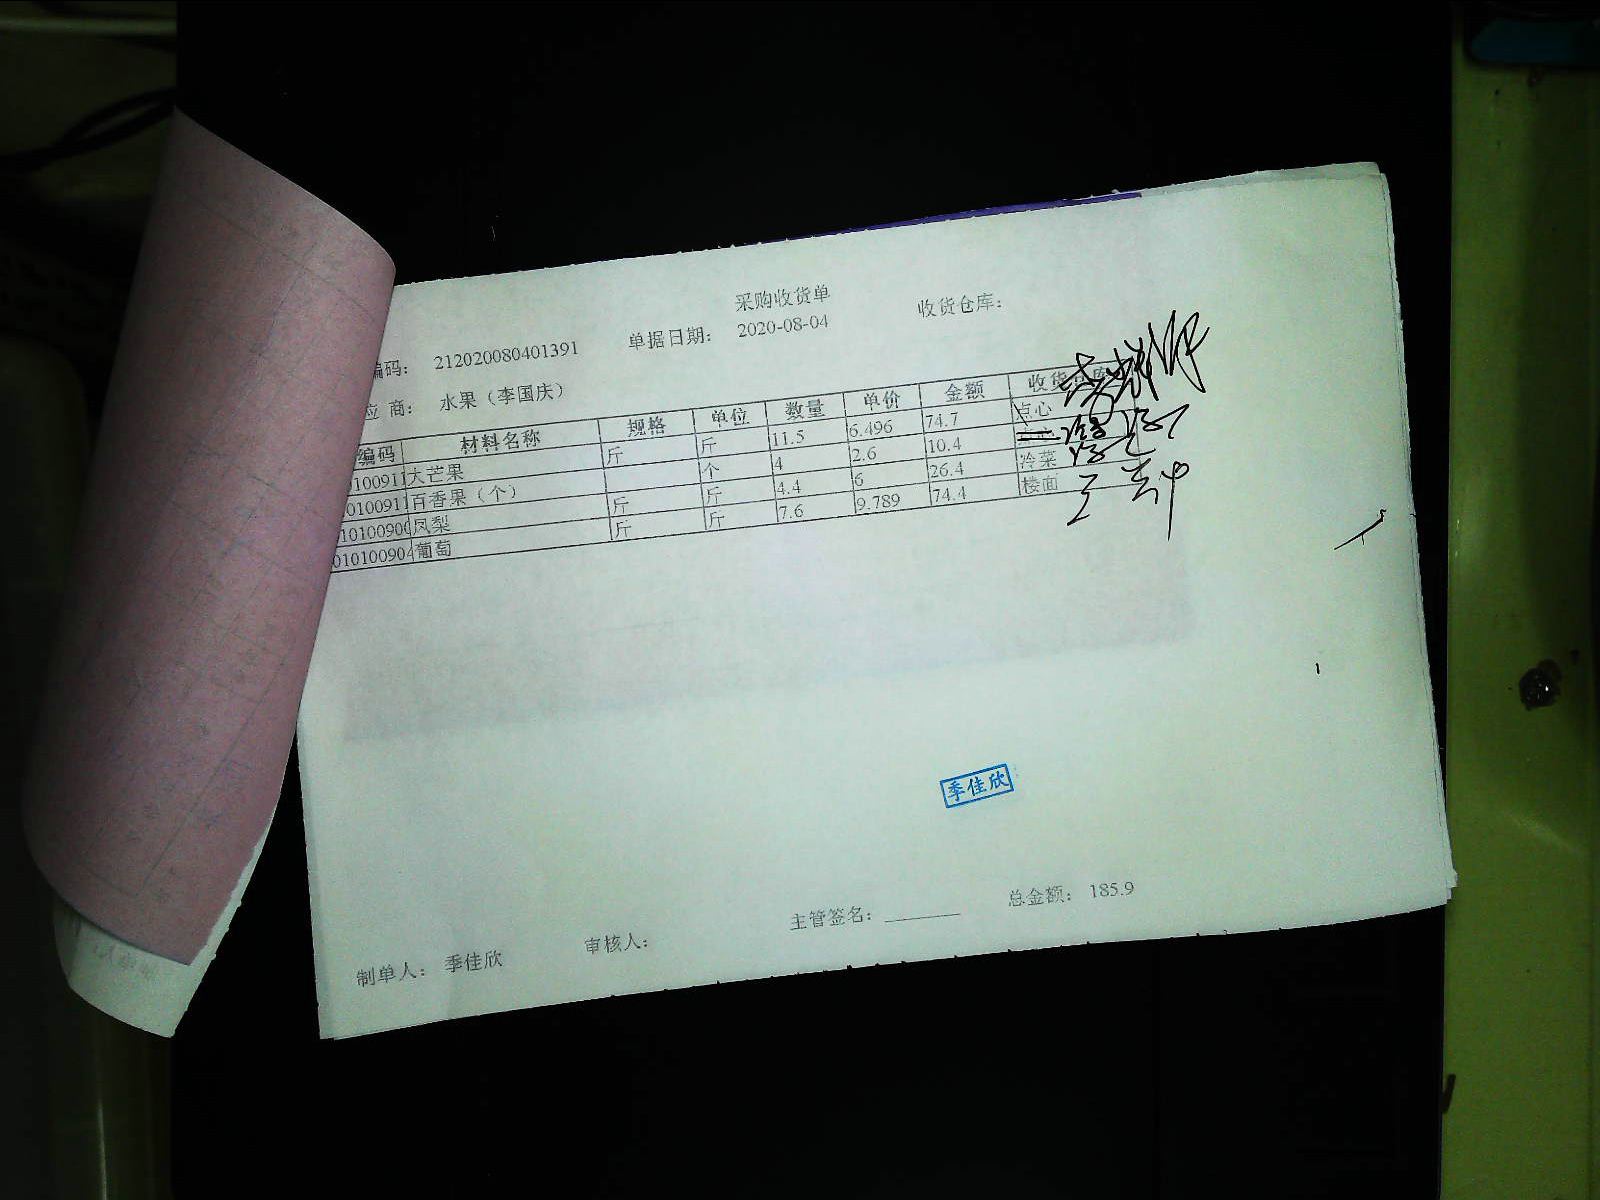 采购收货单
编码： 212020080401391 单据日期： 2020-08-04 收货仓库：
应 商： 水果（李国庆）
编码 材料名称 规格 单位 数量 单价 金额 收货仓库
100911 大芒果 斤 斤 11.5 6.496 74.7 点心
0100911 百香果（个） 个 4 2.6 10.4
10100900 凤梨 斤 斤 4.4 6 26.4 冷菜
010100904 葡萄 斤 斤 7.6 9.789 74.4 楼面
季佳欣
制单人： 季佳欣 审核人： 主管签名： 总金额： 185.9